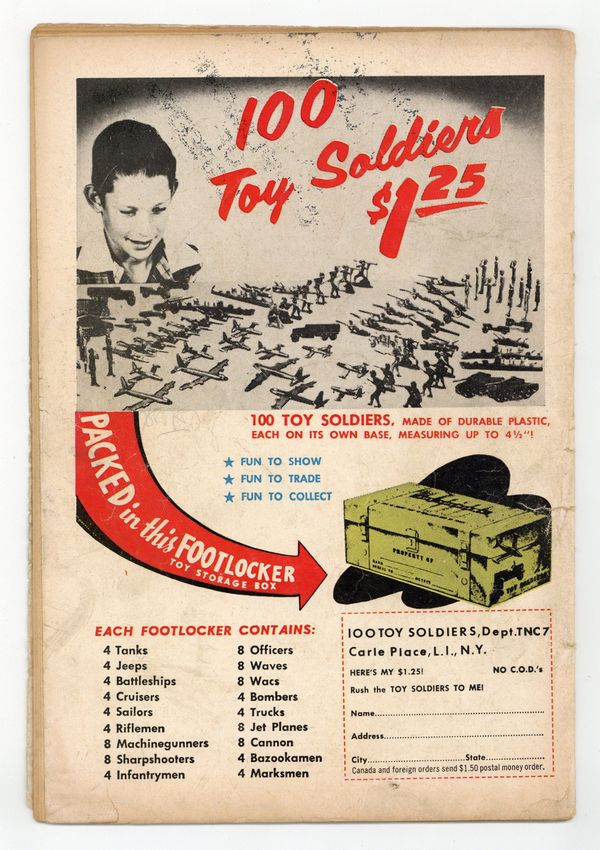 100
Toy Soldiers
$1.25
100 TOY SOLDIERS, MADE OF DURABLE PLASTIC,
EACH ON ITS OWN BASE, MEASURING UP TO 4½"!
★ FUN TO SHOW
★ FUN TO TRADE
★ FUN TO COLLECT
PACKED in this FOOTLOCKER
TOY STORAGE BOX
PROPERTY OF
TOY SOLDIERS
EACH FOOTLOCKER CONTAINS:
4 Tanks
4 Jeeps
4 Battleships
4 Cruisers
4 Sailors
4 Riflemen
8 Machinegunners
8 Sharpshooters
4 Infantrymen
8 Officers
8 Waves
8 Wacs
4 Bombers
4 Trucks
8 Jet Planes
8 Cannon
4 Bazookamen
4 Marksmen
100 TOY SOLDIERS, Dept. TNC7
Carle Place, L.I., N.Y.
HERE'S MY $1.25! NO C.O.D.'s
Rush the TOY SOLDIERS TO ME!
Name
Address
City State
Canada and foreign orders send $1.50 postal money order.